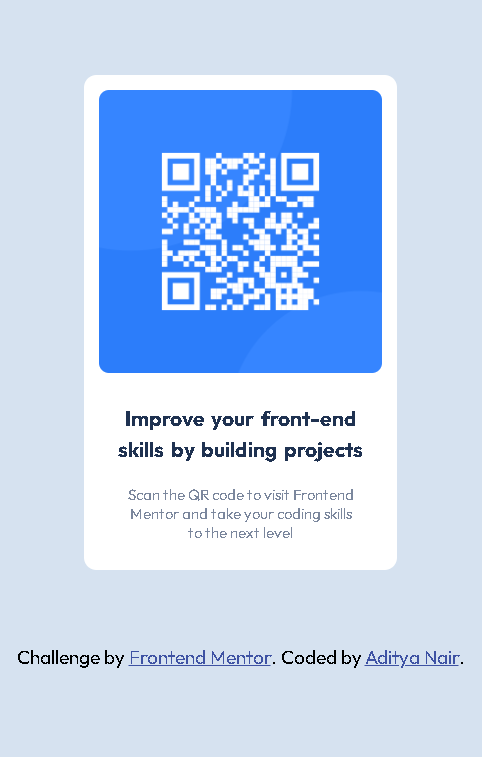 Improve your front-end
skills by building projects
Scan the QR code to visit Frontend
Mentor and take your coding skills
to the next level
Challenge by Frontend Mentor. Coded by Aditya Nair.